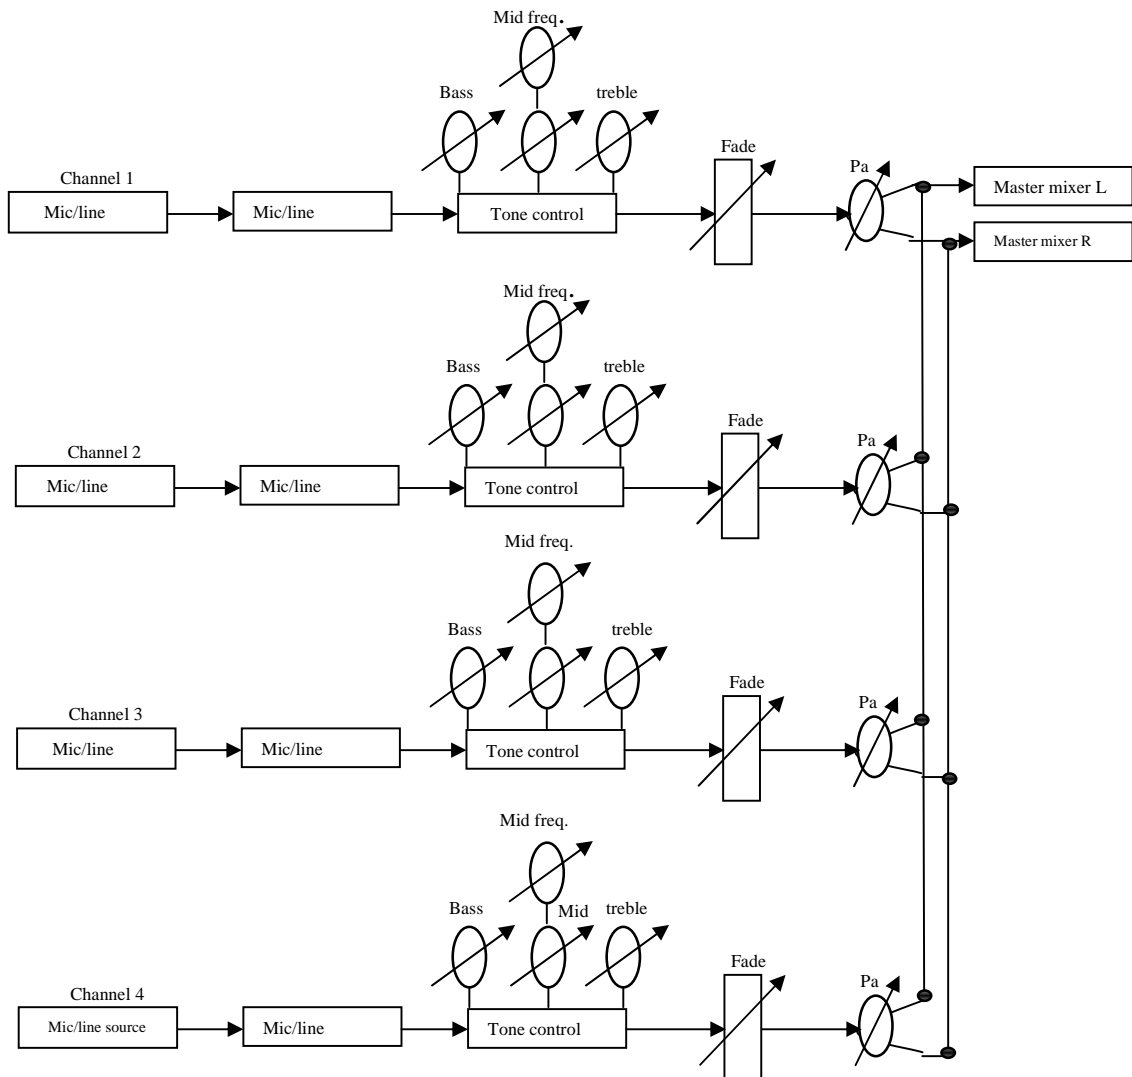 Mid freq.
Bass
treble
Fade
Pa
Channel 1
Mic/line
Mic/line
Tone control
Master mixer L
Master mixer R
Mid freq.
Bass
treble
Fade
Pa
Channel 2
Mic/line
Mic/line
Tone control
Mid freq.
Bass
treble
Fade
Pa
Channel 3
Mic/line
Mic/line
Tone control
Mid freq.
Bass
Mid
treble
Fade
Pa
Channel 4
Mic/line source
Mic/line
Tone control